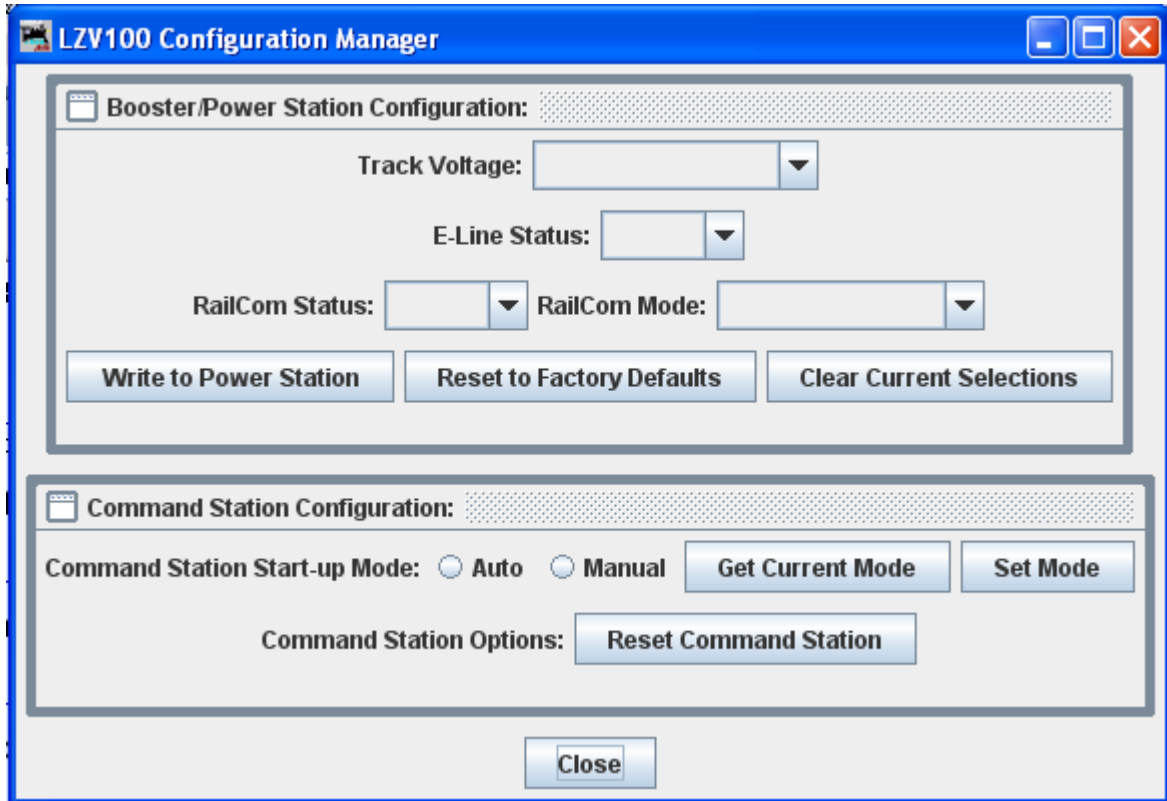 LZV100 Configuration Manager
Booster/Power Station Configuration:
Track Voltage:
E-Line Status:
RailCom Status: RailCom Mode:
Write to Power Station Reset to Factory Defaults Clear Current Selections
Command Station Configuration:
Command Station Start-up Mode: Auto Manual Get Current Mode Set Mode
Command Station Options: Reset Command Station
Close